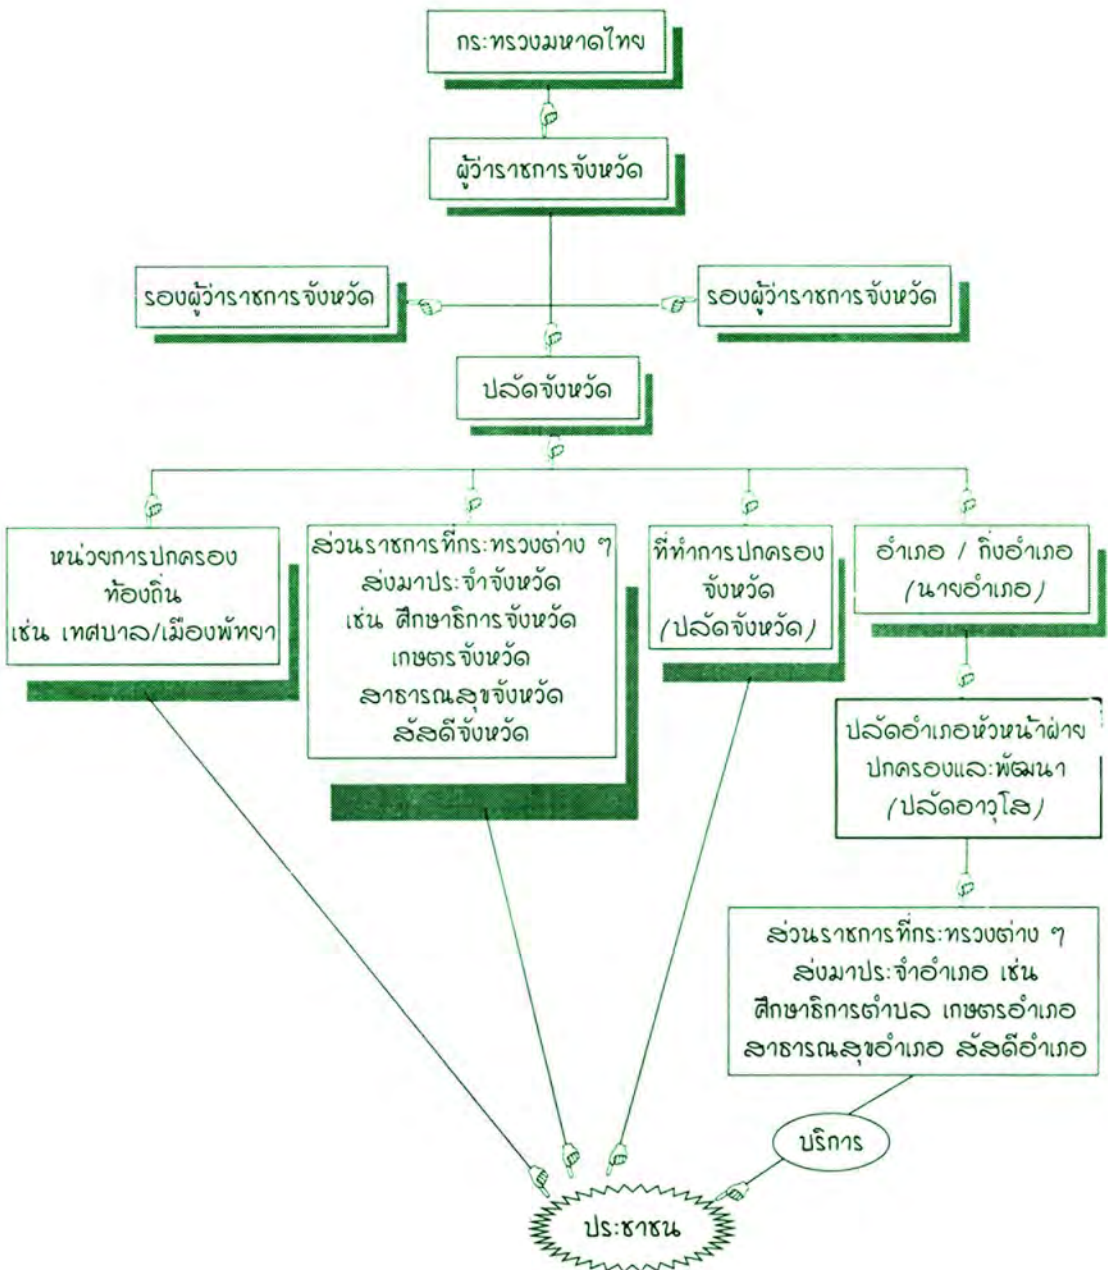 กระทรวงมหาดไทย
ผู้ว่าราชการจังหวัด
รองผู้ว่าราชการจังหวัด
รองผู้ว่าราชการจังหวัด
ปลัดจังหวัด
หน่วยการปกครอง
ท้องถิ่น
เช่น เทศบาล/เมืองพัทยา
ส่วนราชการที่กระทรวงต่าง ๆ
ส่งมาประจำจังหวัด
เช่น ศึกษาธิการจังหวัด
เกษตรจังหวัด
สาธารณสุขจังหวัด
สัสดีจังหวัด
ที่ทำการปกครอง
จังหวัด
(ปลัดจังหวัด)
อำเภอ / กิ่งอำเภอ
(นายอำเภอ)
ปลัดอำเภอหัวหน้าฝ่าย
ปกครองและพัฒนา
(ปลัดอาวุโส)
ส่วนราชการที่กระทรวงต่าง ๆ
ส่งมาประจำอำเภอ เช่น
ศึกษาธิการตำบล เกษตรอำเภอ
สาธารณสุขอำเภอ สัสดีอำเภอ
บริการ
ประชาชน